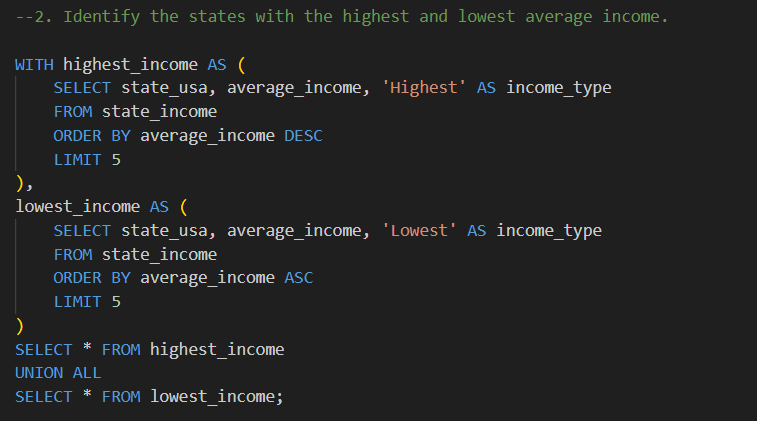 --2. Identify the states with the highest and lowest average income.
WITH highest_income AS (
    SELECT state_usa, average_income, 'Highest' AS income_type
    FROM state_income
    ORDER BY average_income DESC
    LIMIT 5
),
lowest_income AS (
    SELECT state_usa, average_income, 'Lowest' AS income_type
    FROM state_income
    ORDER BY average_income ASC
    LIMIT 5
)
SELECT * FROM highest_income
UNION ALL
SELECT * FROM lowest_income;